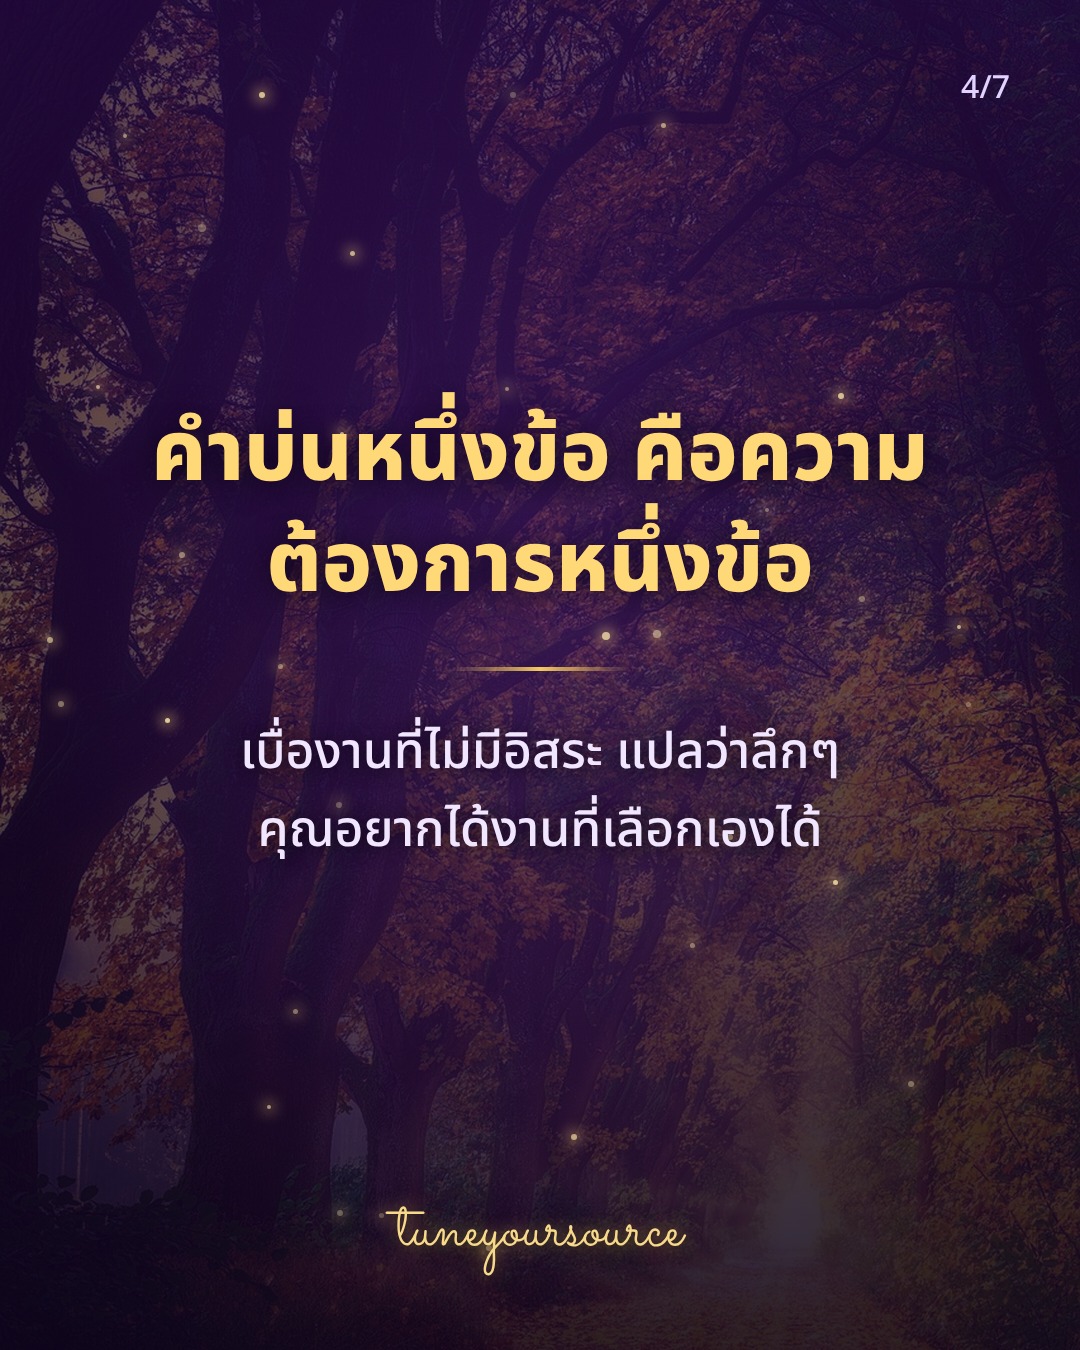 4/7
คำบ่นหนึ่งข้อ คือความ
ต้องการหนึ่งข้อ
เบื่องานที่ไม่มีอิสระ แปลว่าลึกๆ
คุณอยากได้งานที่เลือกเองได้
tuneyoursource